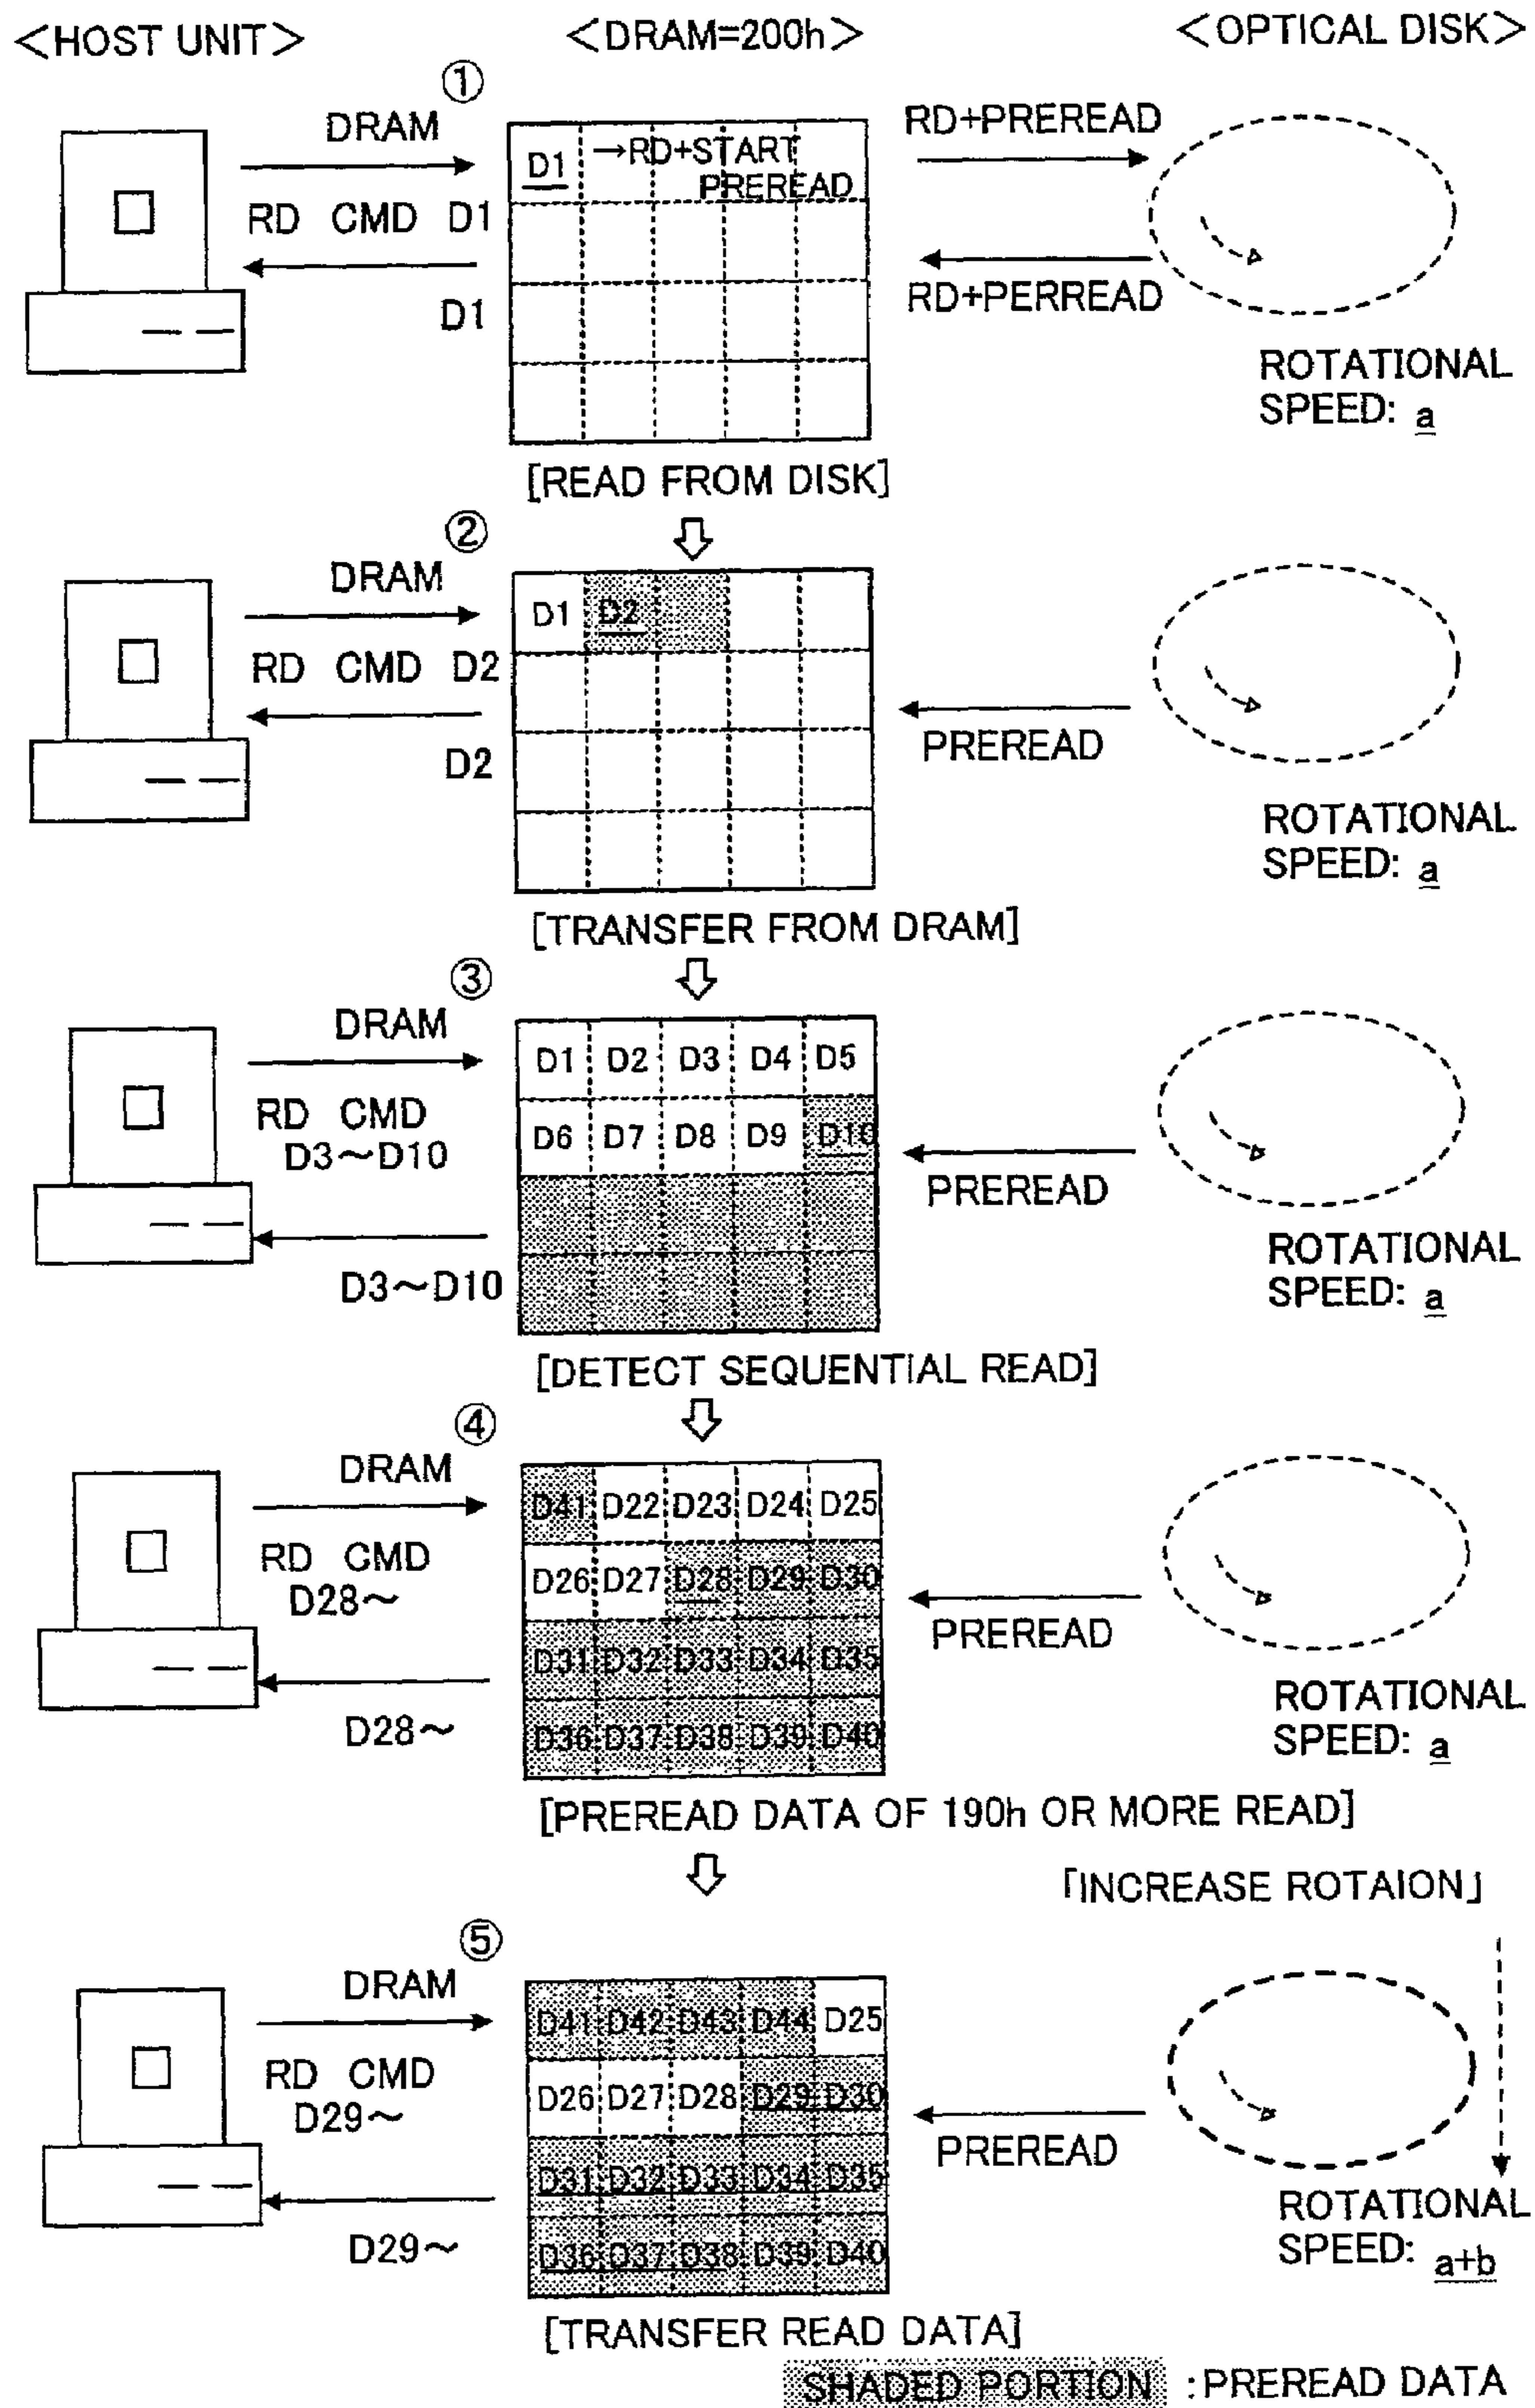 <HOST UNIT> <DRAM=200h> <OPTICAL DISK>
①
DRAM
RD CMD D1
D1
D1 →RD+START
PREREAD
RD+PREREAD
RD+PERREAD
ROTATIONAL
SPEED: a
[READ FROM DISK]
②
DRAM
RD CMD D2
D2
D1 D2
PREREAD
ROTATIONAL
SPEED: a
[TRANSFER FROM DRAM]
③
DRAM
RD CMD
D3~D10
D3~D10
D1 D2 D3 D4 D5
D6 D7 D8 D9 D10
PREREAD
ROTATIONAL
SPEED: a
[DETECT SEQUENTIAL READ]
④
DRAM
RD CMD
D28~
D28~
D41 D22 D23 D24 D25
D26 D27 D28 D29 D30
D31 D32 D33 D34 D35
D36 D37 D38 D39 D40
PREREAD
ROTATIONAL
SPEED: a
[PREREAD DATA OF 190h OR MORE READ]
「INCREASE ROTAION」
⑤
DRAM
RD CMD
D29~
D29~
D41 D42 D43 D44 D25
D26 D27 D28 D29 D30
D31 D32 D33 D34 D35
D36 D37 D38 D39 D40
PREREAD
ROTATIONAL
SPEED: a+b
[TRANSFER READ DATA]
SHADED PORTION :PREREAD DATA